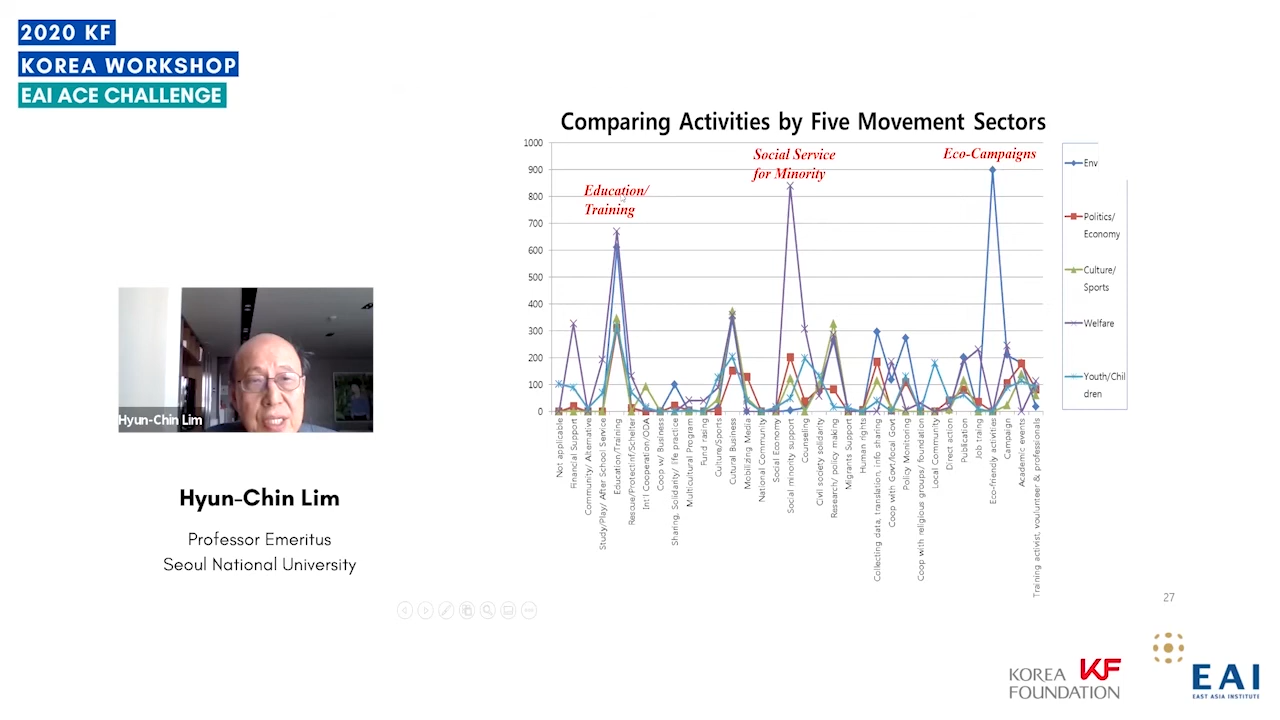 2020 KF
KOREA WORKSHOP
EAI ACE CHALLENGE
Comparing Activities by Five Movement Sectors
1000
900
800
700
600
500
400
300
200
100
0
Education/
Training
Social Service
for Minority
Eco-Campaigns
Env
Politics/
Economy
Culture/
Sports
Welfare
Youth/Chil
dren
Not applicable
Financial Support
Community/ Alternative
Study/Play/ After School Service
Education/Training
Rescue/Protectinf/Schelter
Int'l Cooperation/ODA
Coop w/ Business
Sharing, Solidarity/ life practice
Multicultural Program
Fund rasing
Culture/Sports
Cutural Business
Mobilizing Media
National Community
Social Economy
Social minority support
Counseling
Civil society solidarity
Research/ policy making
Migrants Support
Human rights
Collecting data, translation, info sharing
Coop with Govt/local Govt
Policy Monitoring
Coop with religious groups/ foundation
Local Community
Direct action
Publication
Job traing
Eco-friendly activities
Campaign
Academic events
Training activist, voulunteer & professionals
Hyun-Chin Lim
Hyun-Chin Lim
Professor Emeritus
Seoul National University
27
KOREA KF
FOUNDATION
EAI
EAST ASIA INSTITUTE